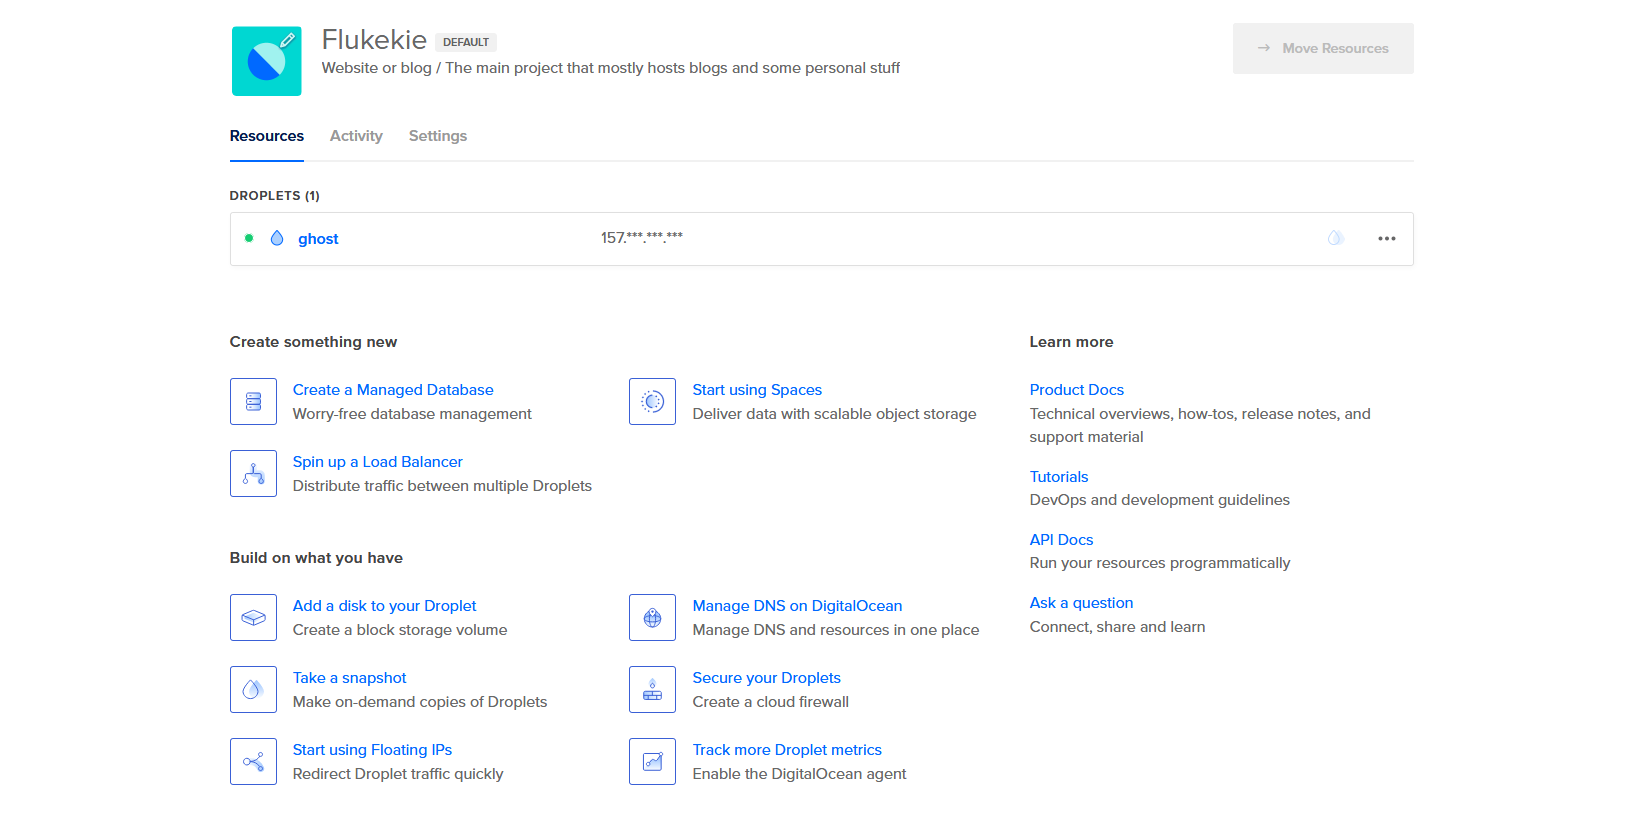 Flukekie DEFAULT
Website or blog / The main project that mostly hosts blogs and some personal stuff
→ Move Resources
Resources Activity Settings
DROPLETS (1)
ghost 157.***.***.***
Create something new
Create a Managed Database
Worry-free database management
Start using Spaces
Deliver data with scalable object storage
Spin up a Load Balancer
Distribute traffic between multiple Droplets
Build on what you have
Add a disk to your Droplet
Create a block storage volume
Manage DNS on DigitalOcean
Manage DNS and resources in one place
Take a snapshot
Make on-demand copies of Droplets
Secure your Droplets
Create a cloud firewall
Start using Floating IPs
Redirect Droplet traffic quickly
Track more Droplet metrics
Enable the DigitalOcean agent
Learn more
Product Docs
Technical overviews, how-tos, release notes, and
support material
Tutorials
DevOps and development guidelines
API Docs
Run your resources programmatically
Ask a question
Connect, share and learn